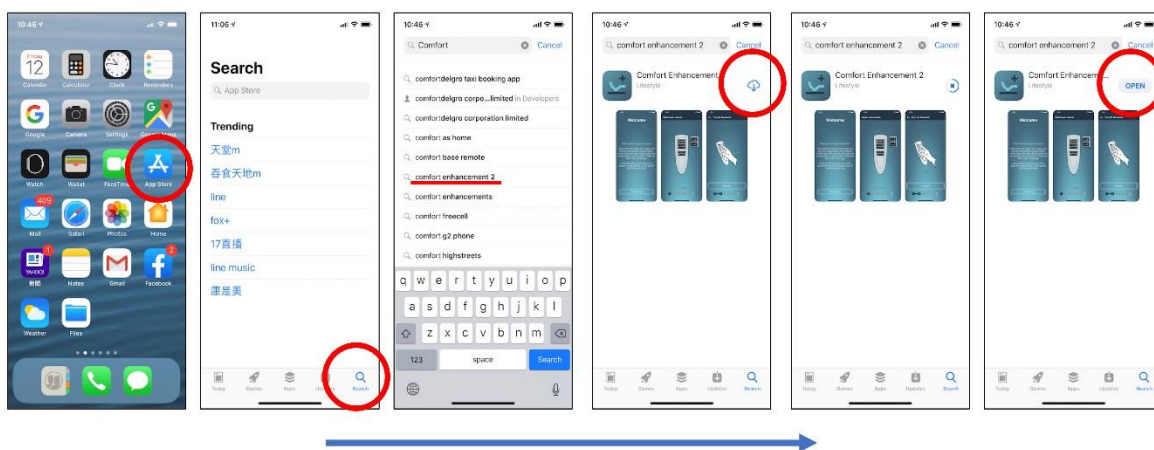 10:46
Friday
12
Calendar
Calculator
Clock
Reminders
Google
Camera
Settings
Google Maps
Watch
Wallet
FaceTime
App Store
409
Mail
Safari
Photos
Home
1
YAHOO!
2
新聞
Notes
Gmail
Facebook
Weather
Files
11:06
Search
App Store
Trending
天堂m
吞食天地m
line
fox+
17直播
line music
康是美
Today
Games
Apps
Updates
Search
10:46
Comfort
Cancel
comfortdelgro taxi booking app
comfortdelgro corpo...limited in Developers
comfortdelgro corporation limited
comfort as home
comfort base remote
comfort enhancement 2
comfort enhancements
comfort freecell
comfort g2 phone
comfort highstreets
q w e r t y u i o p
a s d f g h j k l
z x c v b n m
123
space
Search
10:46
comfort enhancement 2
Cancel
Comfort Enhancement
Lifestyle
Welcome
Today
Games
Apps
Updates
Search
10:46
comfort enhancement 2
Cancel
Comfort Enhancement 2
Lifestyle
Welcome
Today
Games
Apps
Updates
Search
10:46
comfort enhancement 2
Cancel
Comfort Enhancem...
Lifestyle
OPEN
Welcome
Today
Games
Apps
Updates
Search